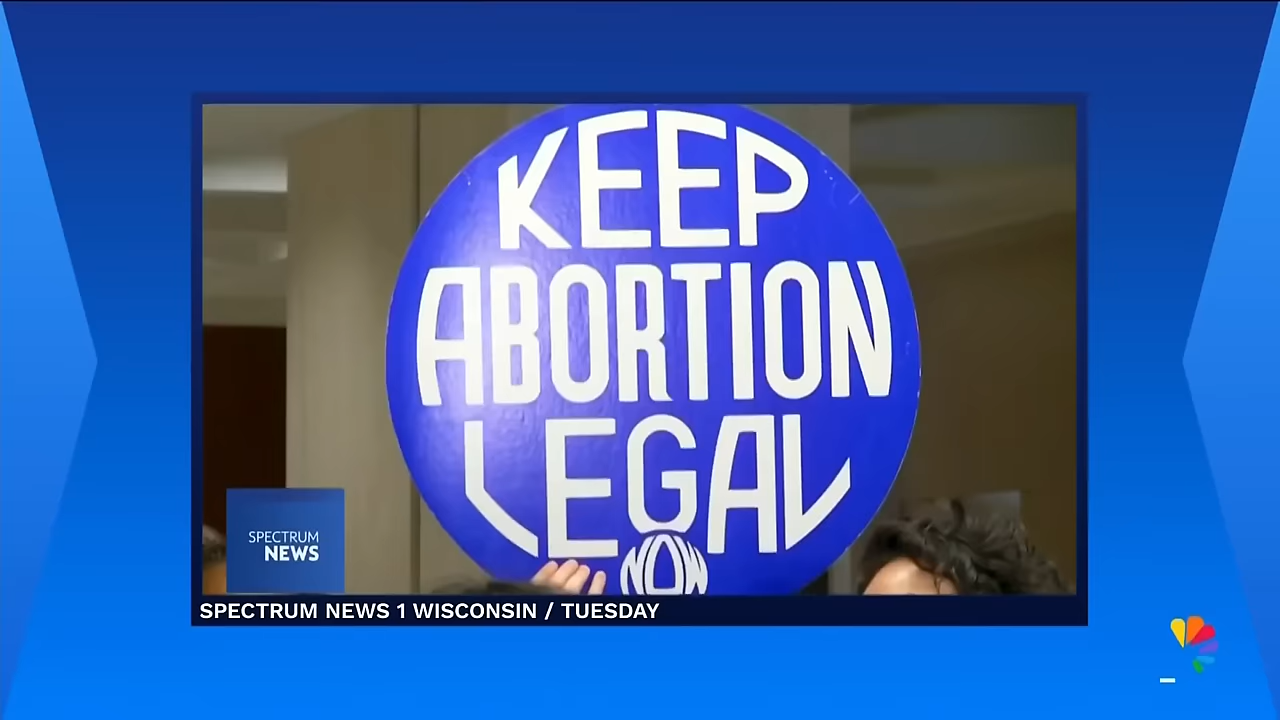 KEEP
ABORTION
LEGAL
NOW
SPECTRUM
NEWS
SPECTRUM NEWS 1 WISCONSIN / TUESDAY